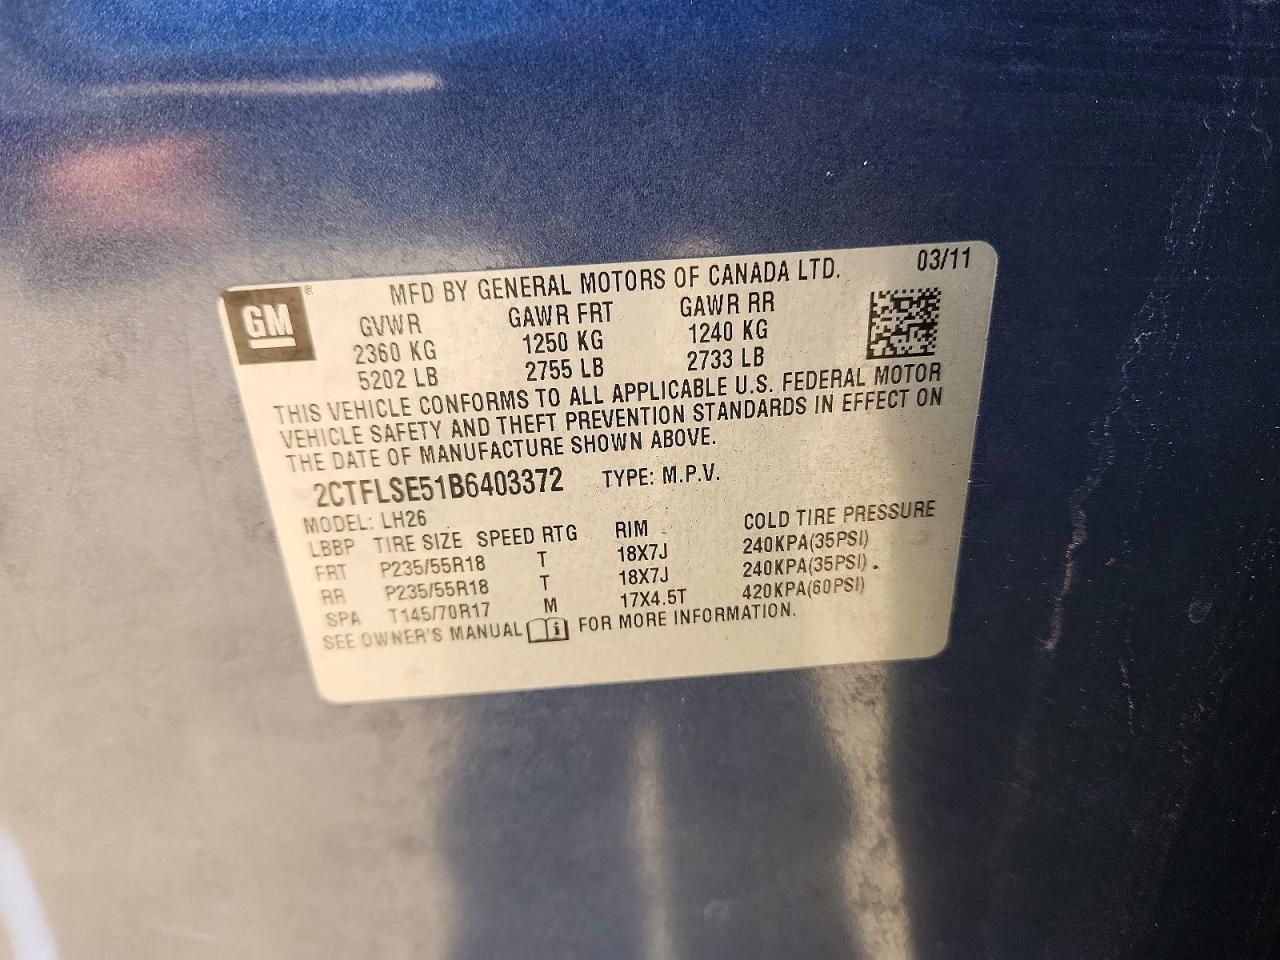 GM®
MFD BY GENERAL MOTORS OF CANADA LTD. 03/11
GVWR GAWR FRT GAWR RR
2360 KG 1250 KG 1240 KG
5202 LB 2755 LB 2733 LB
THIS VEHICLE CONFORMS TO ALL APPLICABLE U.S. FEDERAL MOTOR
VEHICLE SAFETY AND THEFT PREVENTION STANDARDS IN EFFECT ON
THE DATE OF MANUFACTURE SHOWN ABOVE.
2CTFLSE51B6403372 TYPE: M.P.V.
MODEL: LH26
LBBP TIRE SIZE SPEED RTG RIM COLD TIRE PRESSURE
FRT P235/55R18 T 18X7J 240KPA(35PSI)
RR P235/55R18 T 18X7J 240KPA(35PSI)
SPA T145/70R17 M 17X4.5T 420KPA(60PSI)
SEE OWNER'S MANUAL i FOR MORE INFORMATION.